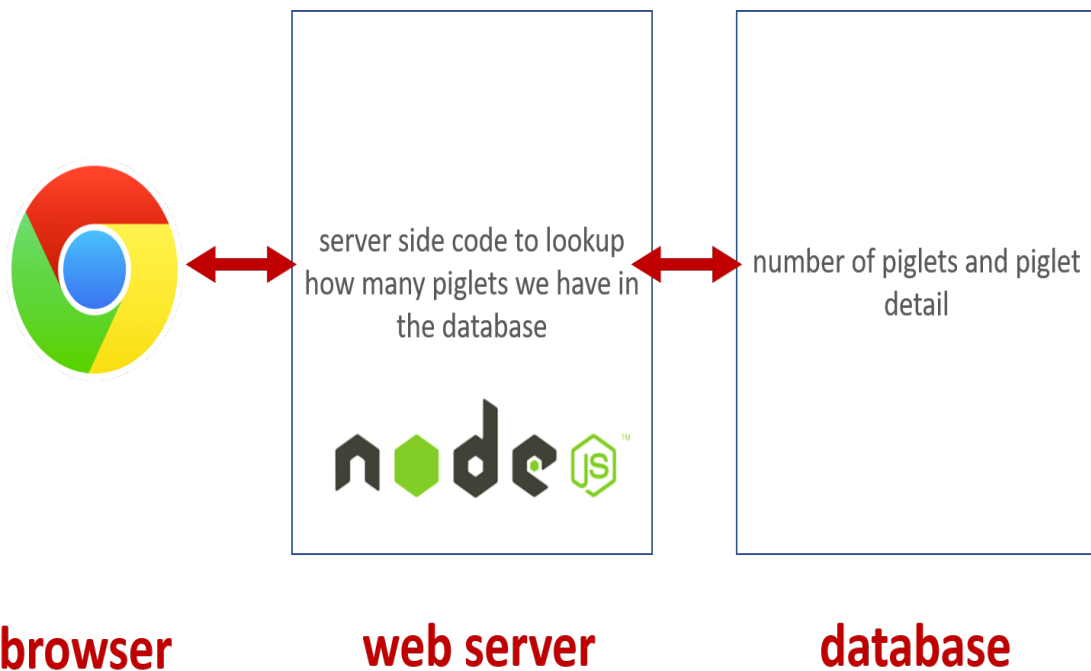 server side code to lookup
how many piglets we have in
the database
number of piglets and piglet
detail
node JS ™
browser
web server
database